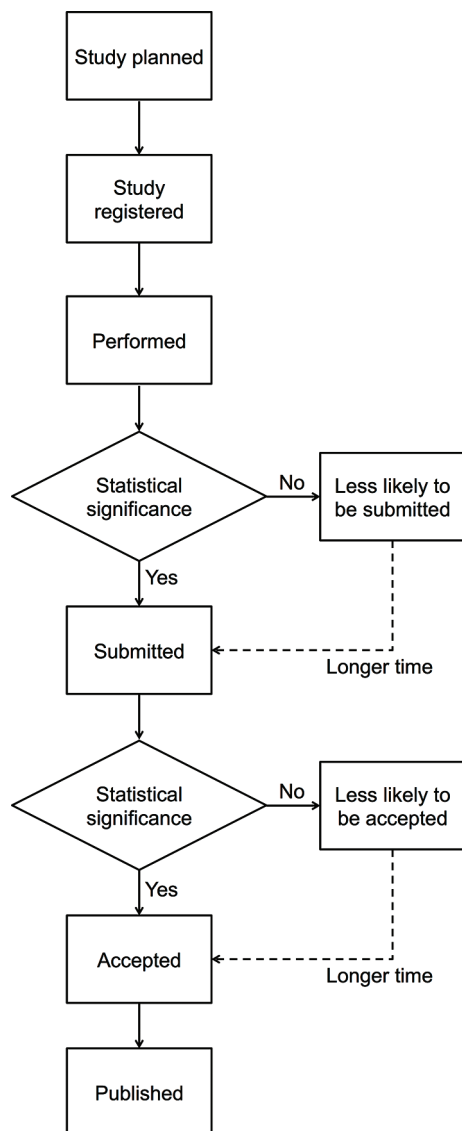 Study planned
Study
registered
Performed
Statistical
significance
No
Less likely to
be submitted
Yes
Submitted
Longer time
Statistical
significance
No
Less likely to
be accepted
Yes
Accepted
Longer time
Published